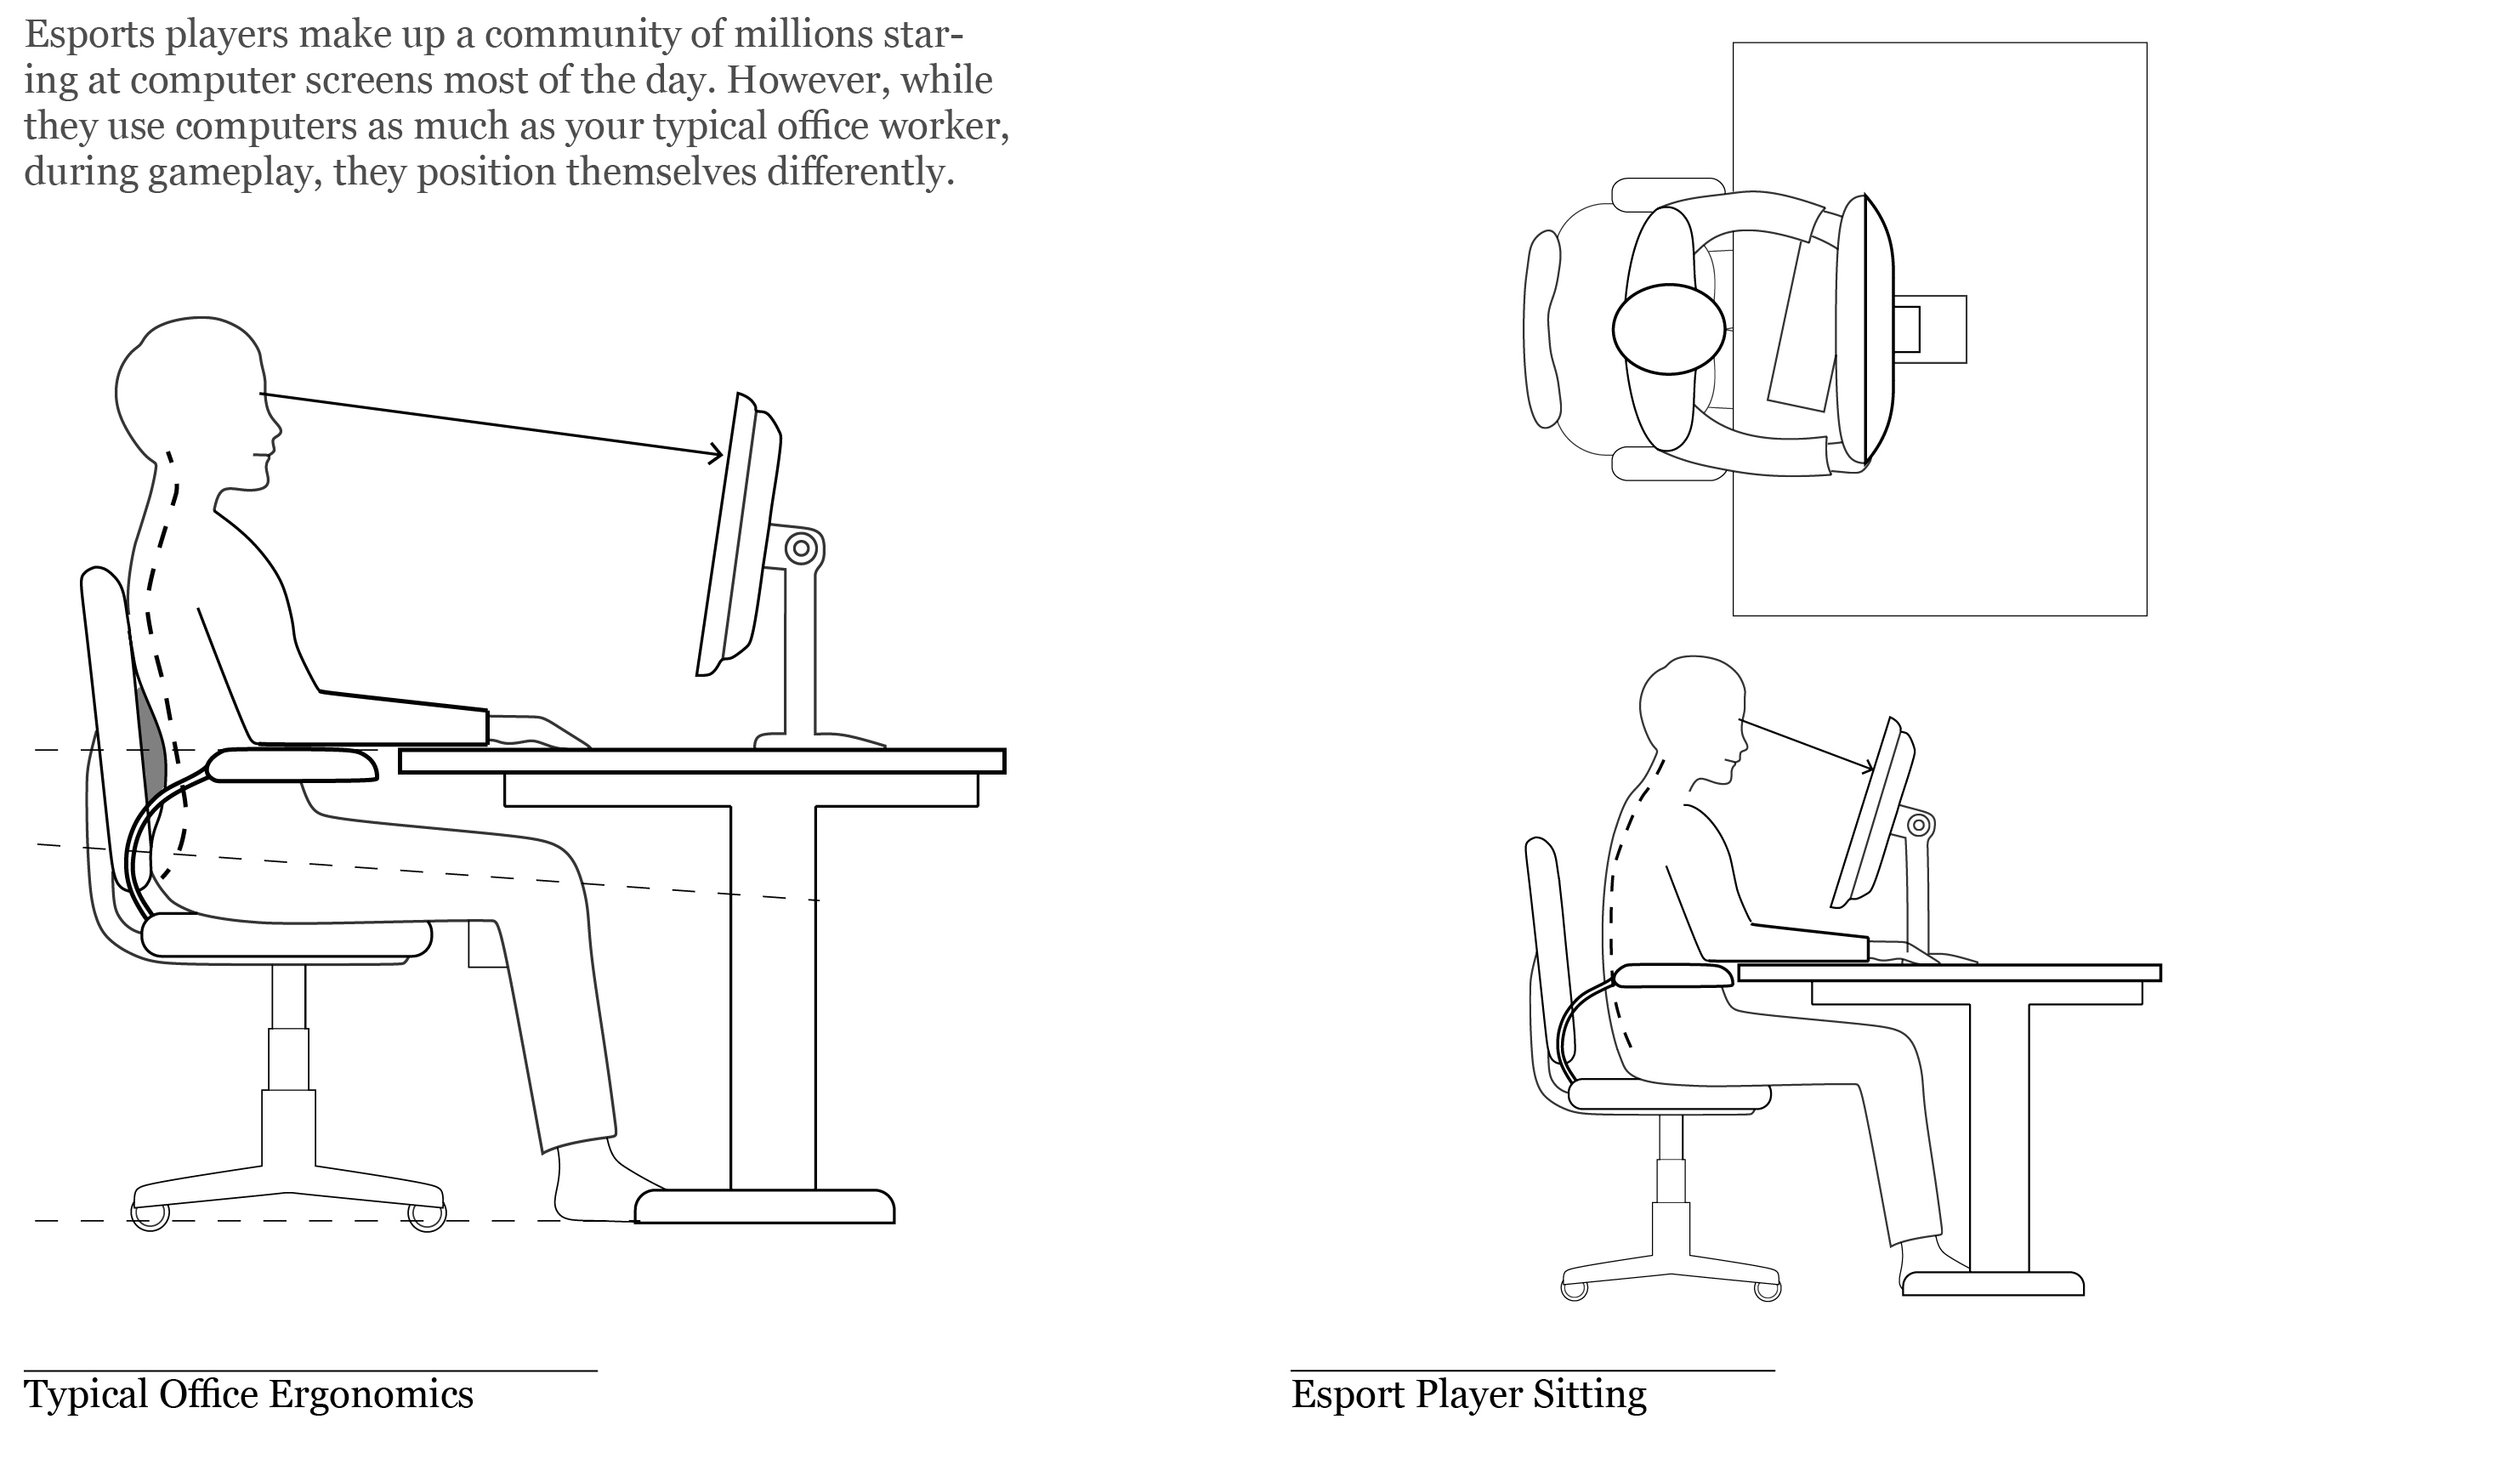 Esports players make up a community of millions star-
ing at computer screens most of the day. However, while
they use computers as much as your typical office worker,
during gameplay, they position themselves differently.
Typical Office Ergonomics
Esport Player Sitting